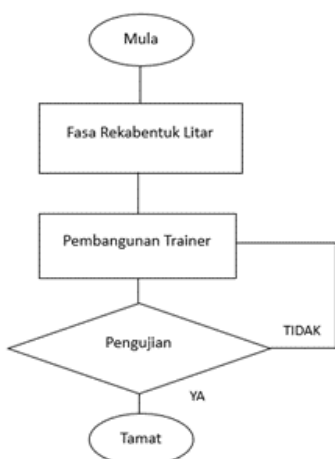 Mula
Fasa Rekabentuk Litar
Pembangunan Trainer
Pengujian
TIDAK
YA
Tamat